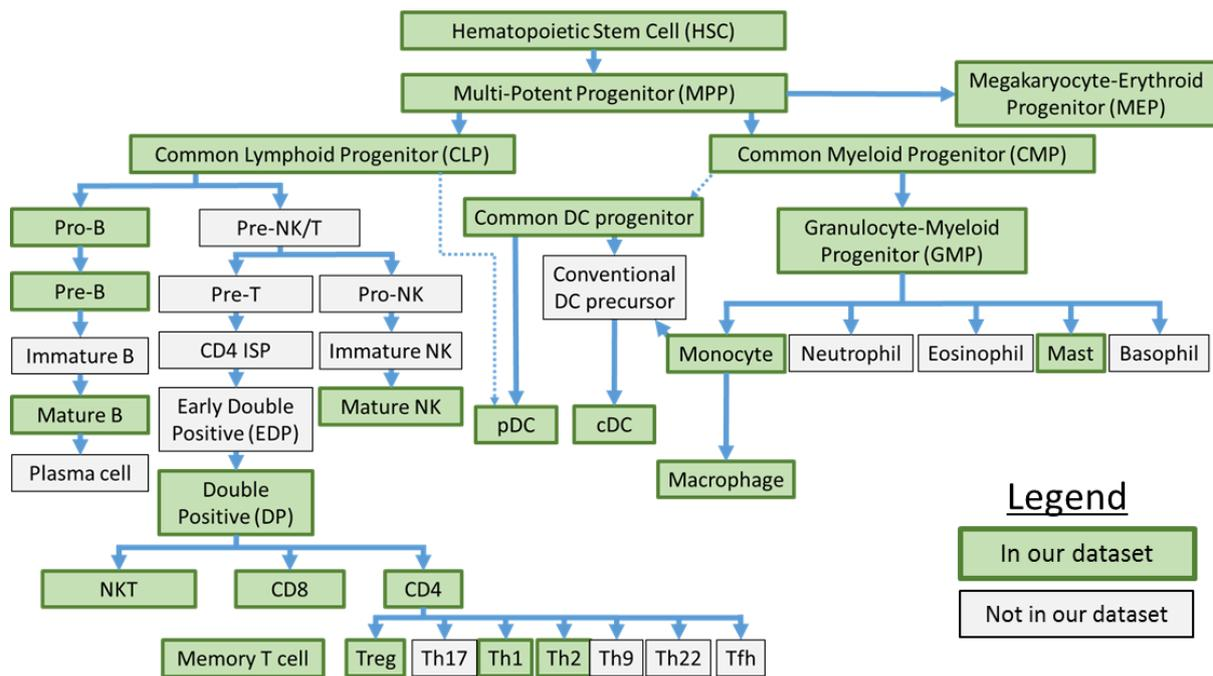 Hematopoietic Stem Cell (HSC)
Multi-Potent Progenitor (MPP)
Megakaryocyte-Erythroid
Progenitor (MEP)
Common Lymphoid Progenitor (CLP)
Common Myeloid Progenitor (CMP)
Pro-B
Pre-NK/T
Common DC progenitor
Granulocyte-Myeloid
Progenitor (GMP)
Pre-B
Pre-T
Pro-NK
Conventional
DC precursor
Immature B
CD4 ISP
Immature NK
Monocyte
Neutrophil
Eosinophil
Mast
Basophil
Mature B
Early Double
Positive (EDP)
Mature NK
pDC
cDC
Plasma cell
Double
Positive (DP)
Macrophage
NKT
CD8
CD4
Memory T cell
Treg
Th17
Th1
Th2
Th9
Th22
Tfh
Legend
In our dataset
Not in our dataset